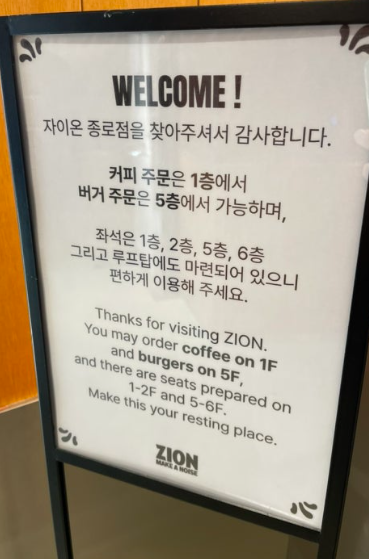 WELCOME !
자이온 종로점을 찾아주셔서 감사합니다.
커피 주문은 1층에서
버거 주문은 5층에서 가능하며,
좌석은 1층, 2층, 5층, 6층
그리고 루프탑에도 마련되어 있으니
편하게 이용해 주세요.
Thanks for visiting ZION.
You may order coffee on 1F
and burgers on 5F,
and there are seats prepared on
1-2F and 5-6F.
Make this your resting place.
ZION
MAKE A NOISE